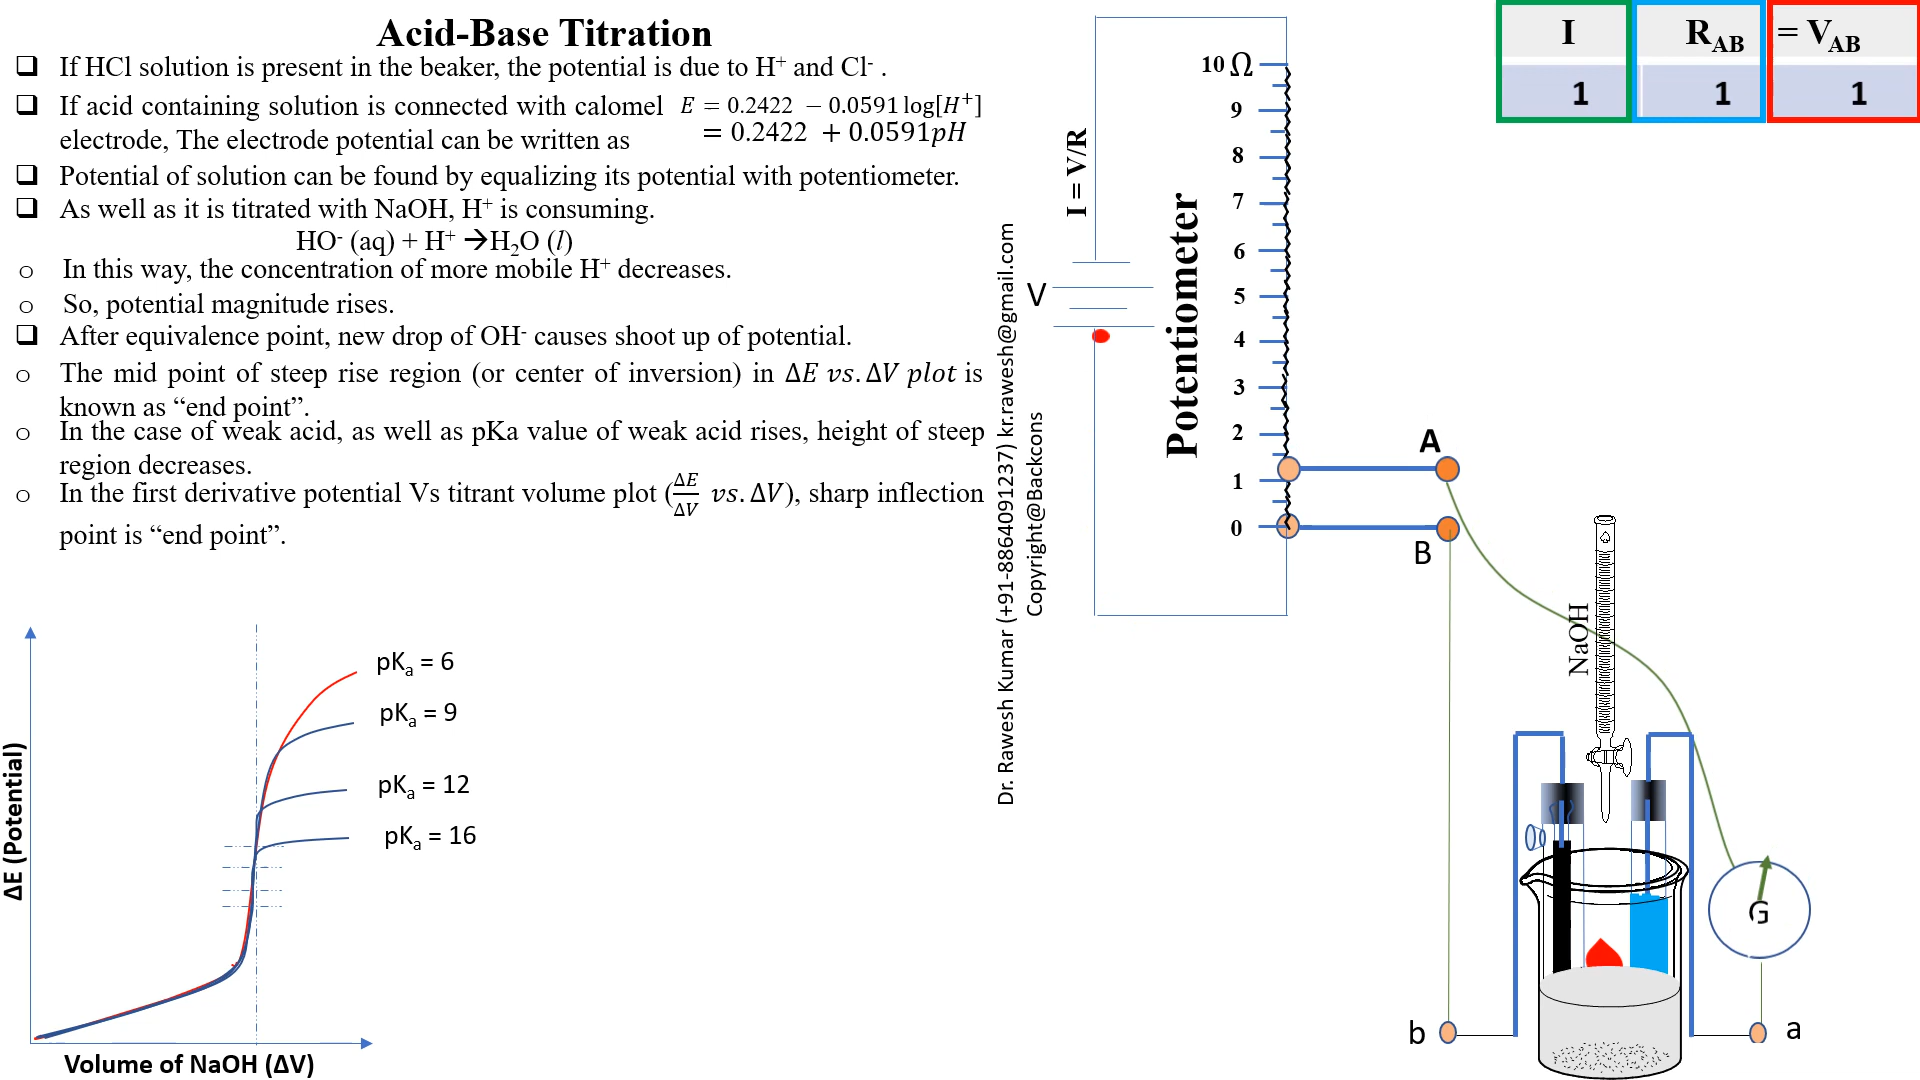 Acid-Base Titration
❑ If HCl solution is present in the beaker, the potential is due to H⁺ and Cl⁻ .
❑ If acid containing solution is connected with calomel
electrode, The electrode potential can be written as
E = 0.2422 − 0.0591 log[H⁺]
= 0.2422 + 0.0591pH
❑ Potential of solution can be found by equalizing its potential with potentiometer.
❑ As well as it is titrated with NaOH, H⁺ is consuming.
HO⁻ (aq) + H⁺ →H₂O (l)
o In this way, the concentration of more mobile H⁺ decreases.
o So, potential magnitude rises.
❑ After equivalence point, new drop of OH⁻ causes shoot up of potential.
o The mid point of steep rise region (or center of inversion) in ΔE vs. ΔV plot is
known as “end point”.
o In the case of weak acid, as well as pKa value of weak acid rises, height of steep
region decreases.
o In the first derivative potential Vs titrant volume plot (ΔE/ΔV vs. ΔV), sharp inflection
point is “end point”.
ΔE (Potential)
pKₐ = 6
pKₐ = 9
pKₐ = 12
pKₐ = 16
Volume of NaOH (ΔV)
Dr. Rawesh Kumar (+91-8864091237) kr.rawesh@gmail.com
Copyright@Backcons
I = V/R
V
Potentiometer
10 Ω
9
8
7
6
5
4
3
2
1
0
A
B
I R_AB = V_AB
1 1 1
NaOH
G
b
a